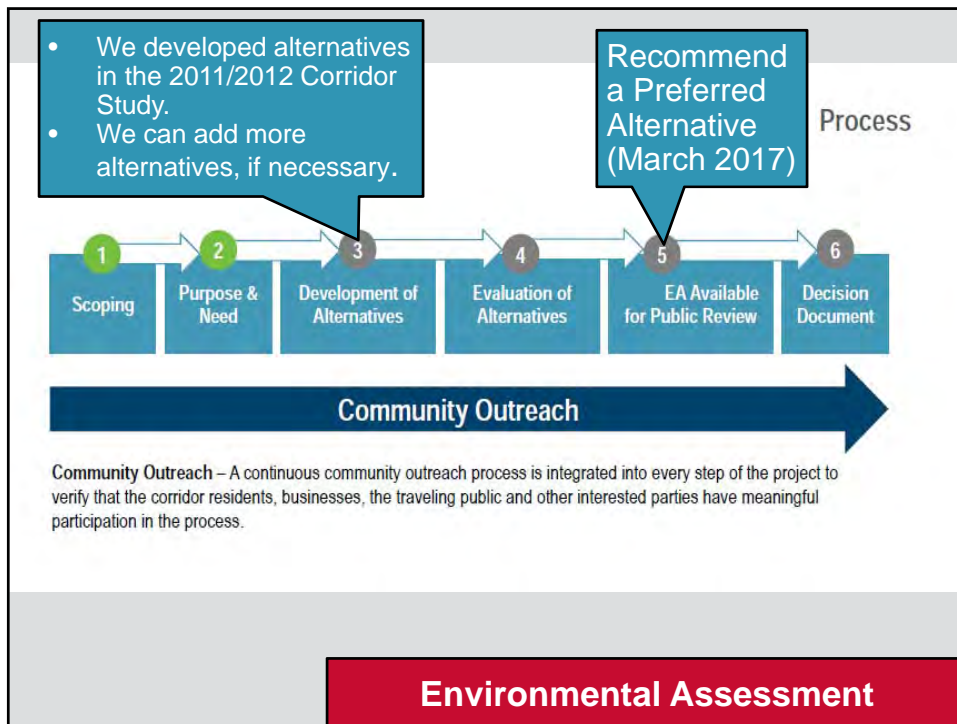 • We developed alternatives
in the 2011/2012 Corridor
Study.
• We can add more
alternatives, if necessary.
Recommend
a Preferred
Alternative
(March 2017)
Process
1
Scoping
2
Purpose &
Need
3
Development of
Alternatives
4
Evaluation of
Alternatives
5
EA Available
for Public Review
6
Decision
Document
Community Outreach
Community Outreach – A continuous community outreach process is integrated into every step of the project to
verify that the corridor residents, businesses, the traveling public and other interested parties have meaningful
participation in the process.
Environmental Assessment